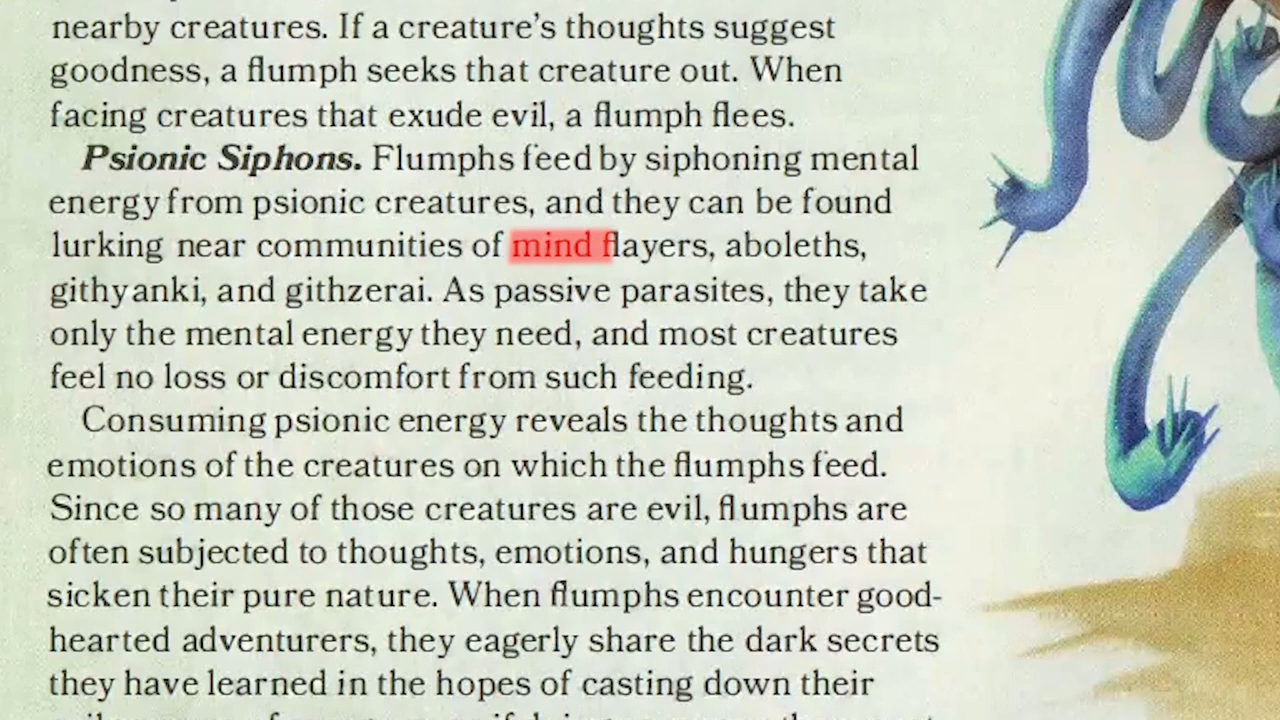 nearby creatures. If a creature's thoughts suggest
goodness, a flumph seeks that creature out. When
facing creatures that exude evil, a flumph flees.
Psionic Siphons. Flumphs feed by siphoning mental
energy from psionic creatures, and they can be found
lurking near communities of mind flayers, aboleths,
githyanki, and githzerai. As passive parasites, they take
only the mental energy they need, and most creatures
feel no loss or discomfort from such feeding.
Consuming psionic energy reveals the thoughts and
emotions of the creatures on which the flumphs feed.
Since so many of those creatures are evil, flumphs are
often subjected to thoughts, emotions, and hungers that
sicken their pure nature. When flumphs encounter good-
hearted adventurers, they eagerly share the dark secrets
they have learned in the hopes of casting down their